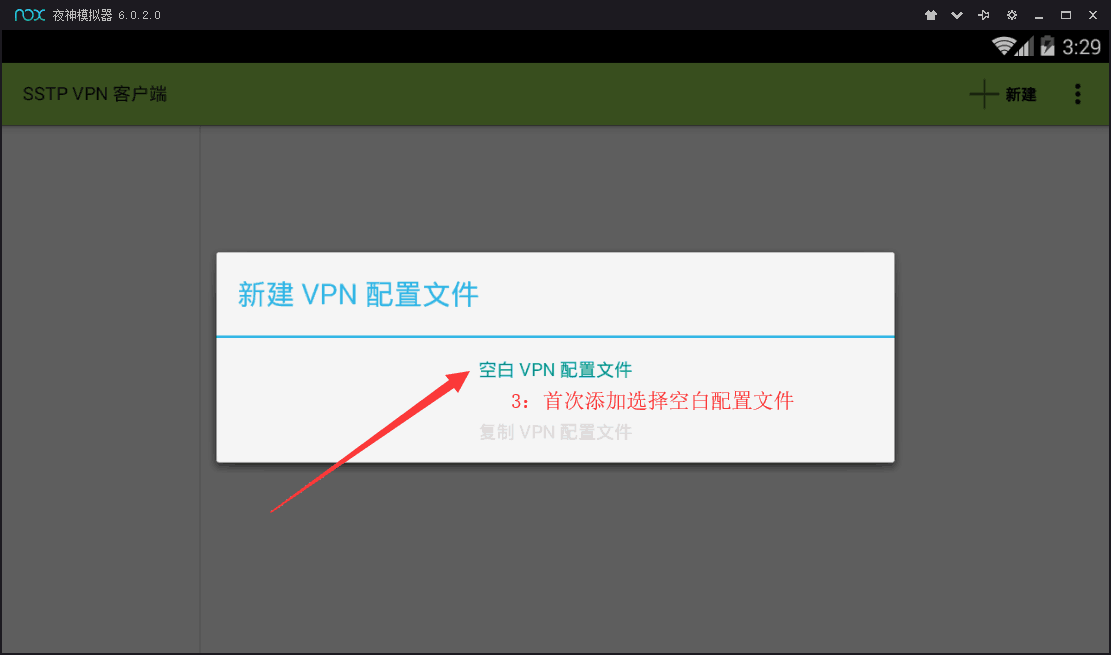 nox 夜神模拟器 6.0.2.0
3:29
SSTP VPN 客户端
新建
新建 VPN 配置文件
空白 VPN 配置文件
3：首次添加选择空白配置文件
复制 VPN 配置文件